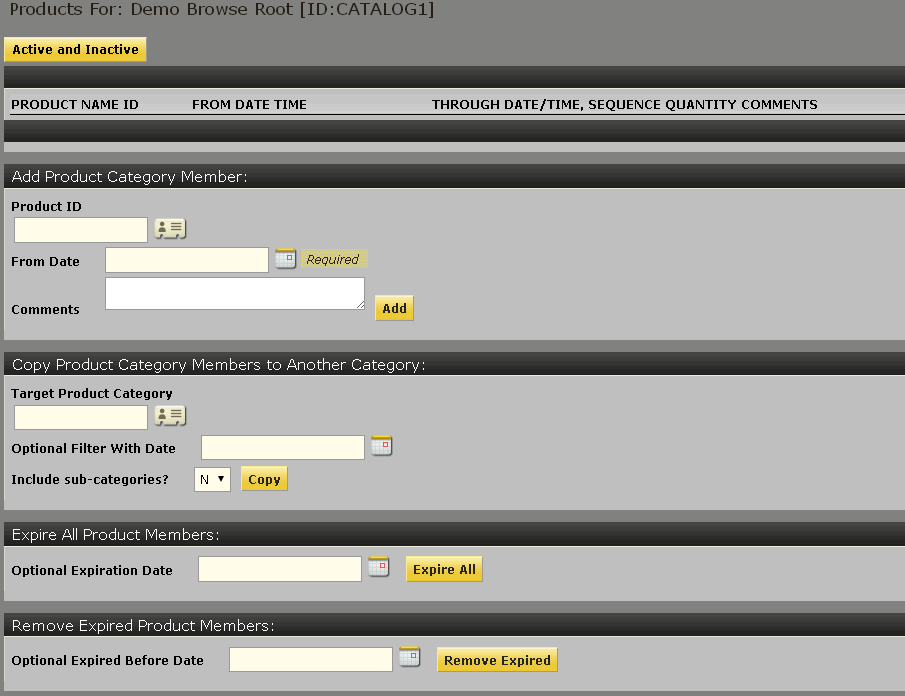 Products For: Demo Browse Root [ID:CATALOG1]
Active and Inactive
PRODUCT NAME ID FROM DATE TIME THROUGH DATE/TIME, SEQUENCE QUANTITY COMMENTS
Add Product Category Member:
Product ID
From Date Required
Comments Add
Copy Product Category Members to Another Category:
Target Product Category
Optional Filter With Date
Include sub-categories? N Copy
Expire All Product Members:
Optional Expiration Date Expire All
Remove Expired Product Members:
Optional Expired Before Date Remove Expired